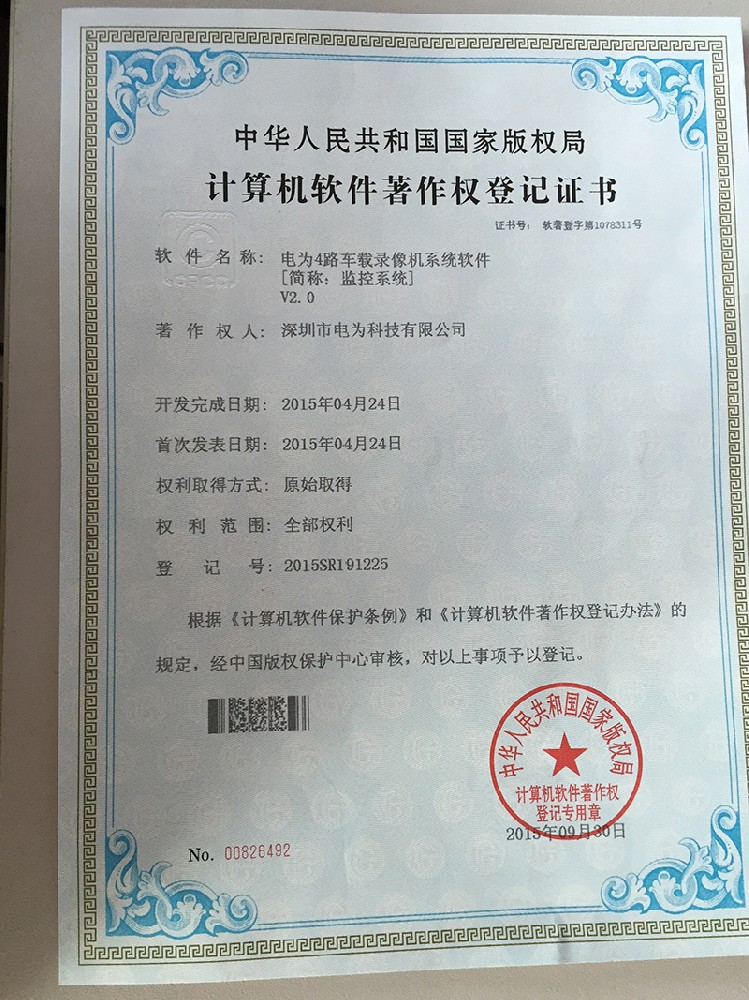 中华人民共和国国家版权局
计算机软件著作权登记证书
证书号： 软著登字第1078311号
软件名称： 电为4路车载录像机系统软件
[简称：监控系统]
V2.0
著作权人： 深圳市电为科技有限公司
开发完成日期： 2015年04月24日
首次发表日期： 2015年04月24日
权利取得方式： 原始取得
权利范围： 全部权利
登记号： 2015SR191225
根据《计算机软件保护条例》和《计算机软件著作权登记办法》的
规定，经中国版权保护中心审核，对以上事项予以登记。
中华人民共和国国家版权局
计算机软件著作权
登记专用章
2015年09月30日
No. 00826492